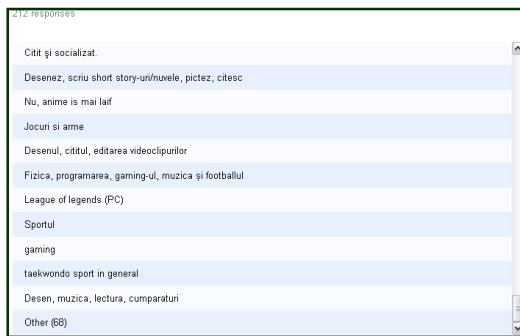 212 responses
Citit şi socializat.
Desenez, scriu short story-uri/nuvele, pictez, citesc
Nu, anime is mai laif
Jocuri si arme
Desenul, cititul, editarea videoclipurilor
Fizica, programarea, gaming-ul, muzica și footballul
League of legends (PC)
Sportul
gaming
taekwondo sport in general
Desen, muzica, lectura, cumparaturi
Other (68)